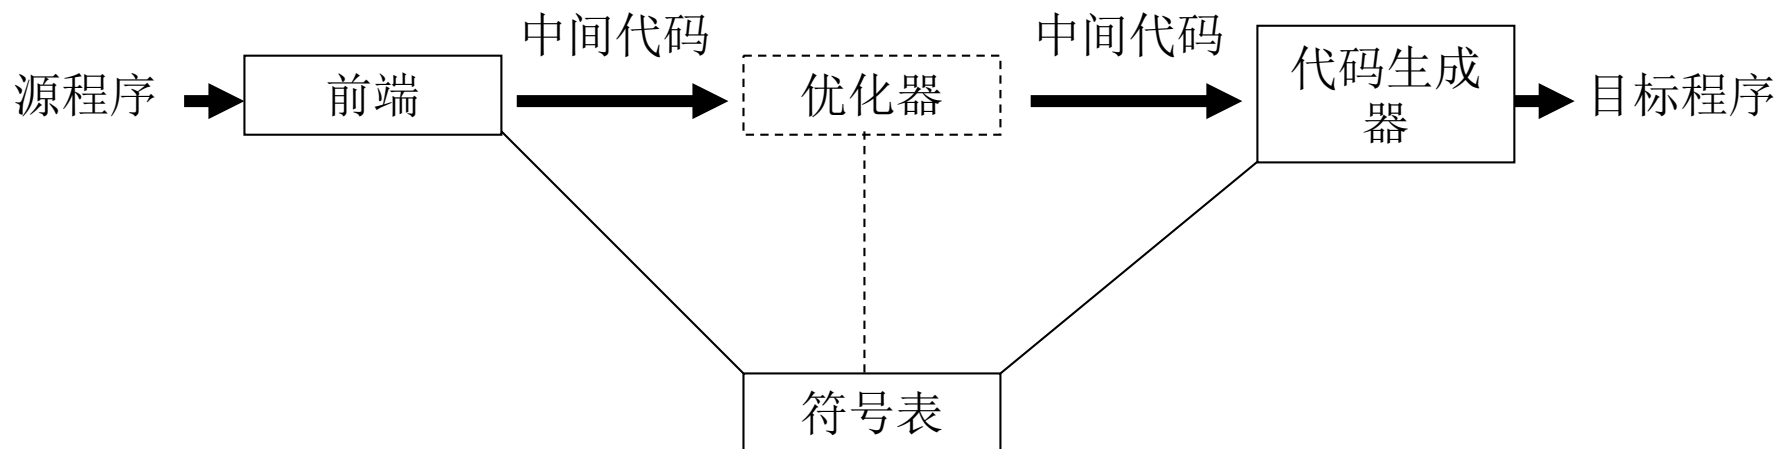 中间代码
中间代码
源程序
前端
优化器
代码生成
器
目标程序
符号表